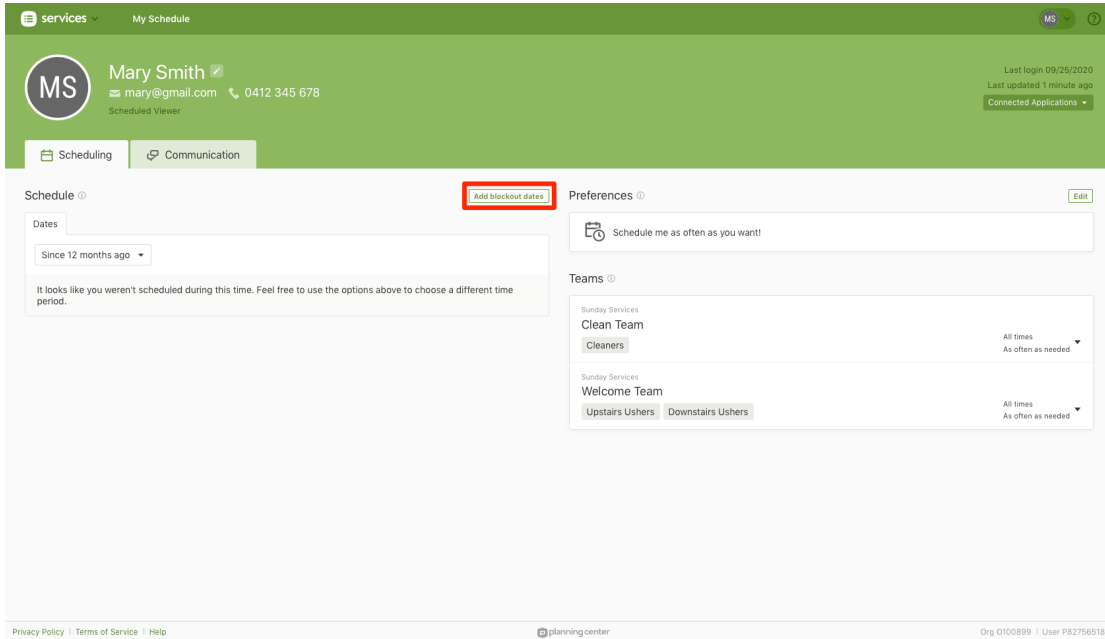 services
My Schedule
MS
MS
Mary Smith
mary@gmail.com 0412 345 678
Scheduled Viewer
Last login 09/25/2020
Last updated 1 minute ago
Connected Applications
Scheduling
Communication
Schedule
Add blockout dates
Dates
Since 12 months ago
It looks like you weren't scheduled during this time. Feel free to use the options above to choose a different time
period.
Preferences
Edit
Schedule me as often as you want!
Teams
Sunday Services
Clean Team
Cleaners
All times
As often as needed
Sunday Services
Welcome Team
Upstairs Ushers Downstairs Ushers
All times
As often as needed
Privacy Policy | Terms of Service | Help
planning center
Org O100899 | User P82756518